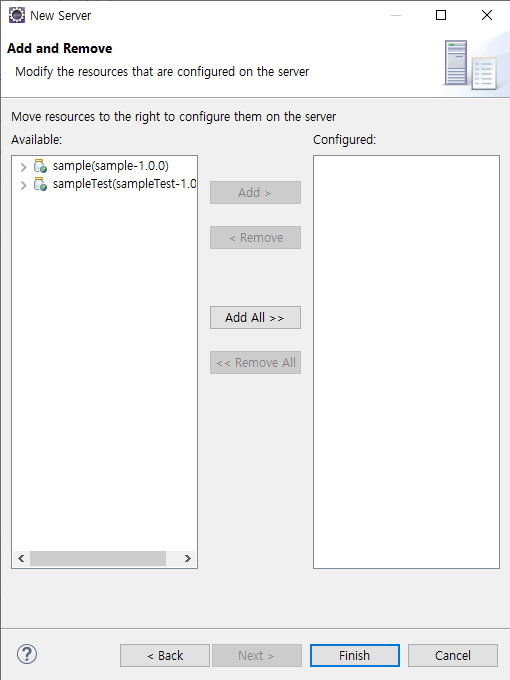 New Server
Add and Remove
Modify the resources that are configured on the server
Move resources to the right to configure them on the server
Available:
Configured:
sample(sample-1.0.0)
sampleTest(sampleTest-1.0
Add >
< Remove
Add All >>
<< Remove All
?
< Back
Next >
Finish
Cancel